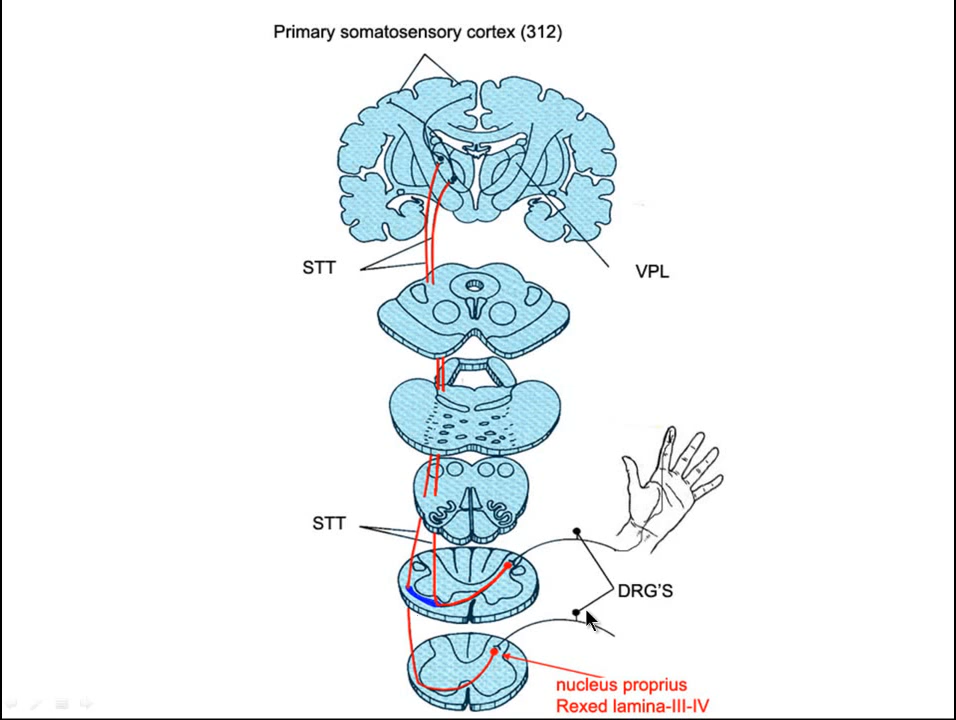 Primary somatosensory cortex (312)
STT
VPL
STT
DRG'S
nucleus proprius
Rexed lamina-III-IV